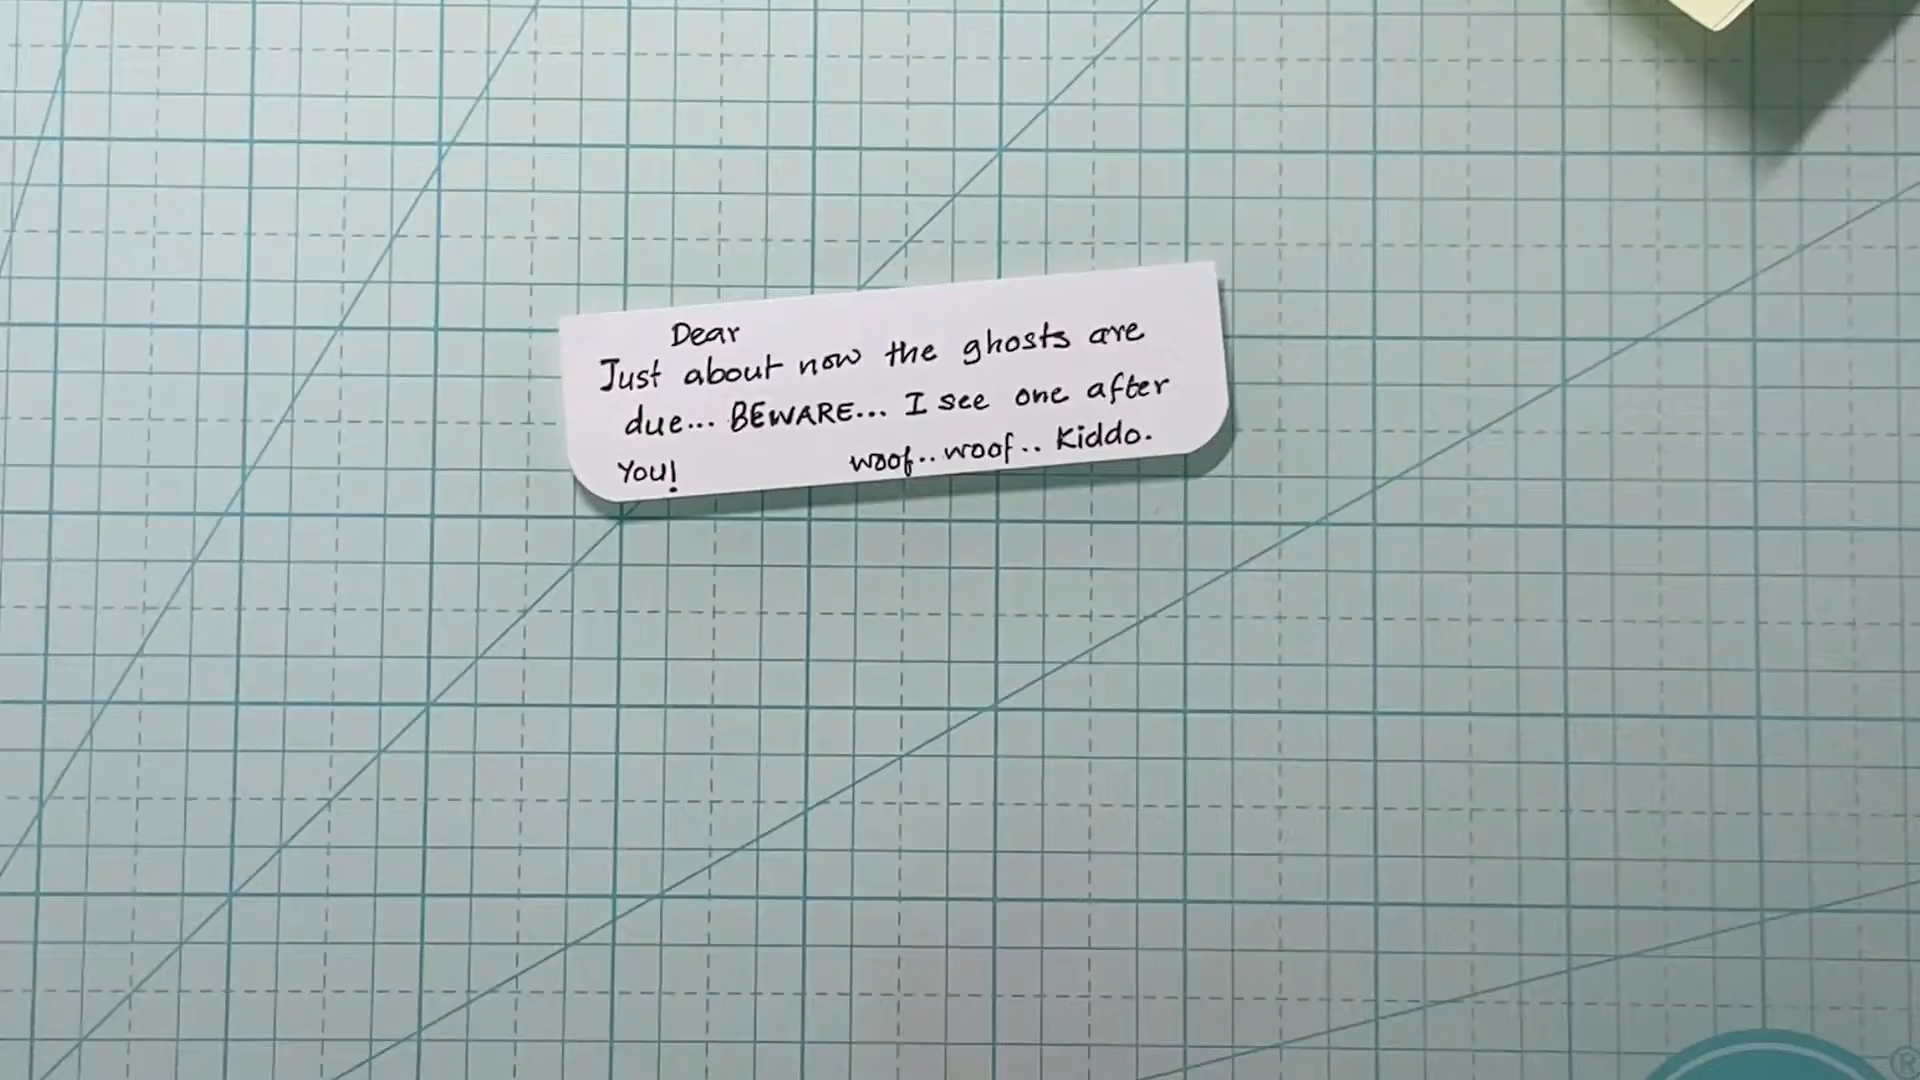 Dear
Just about now the ghosts are
due... BEWARE... I see one after
You! woof..woof.. Kiddo.
®